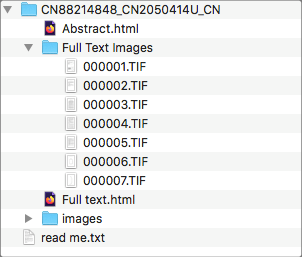 CN88214848_CN2050414U_CN
Abstract.html
Full Text Images
000001.TIF
000002.TIF
000003.TIF
000004.TIF
000005.TIF
000006.TIF
000007.TIF
Full text.html
images
read me.txt